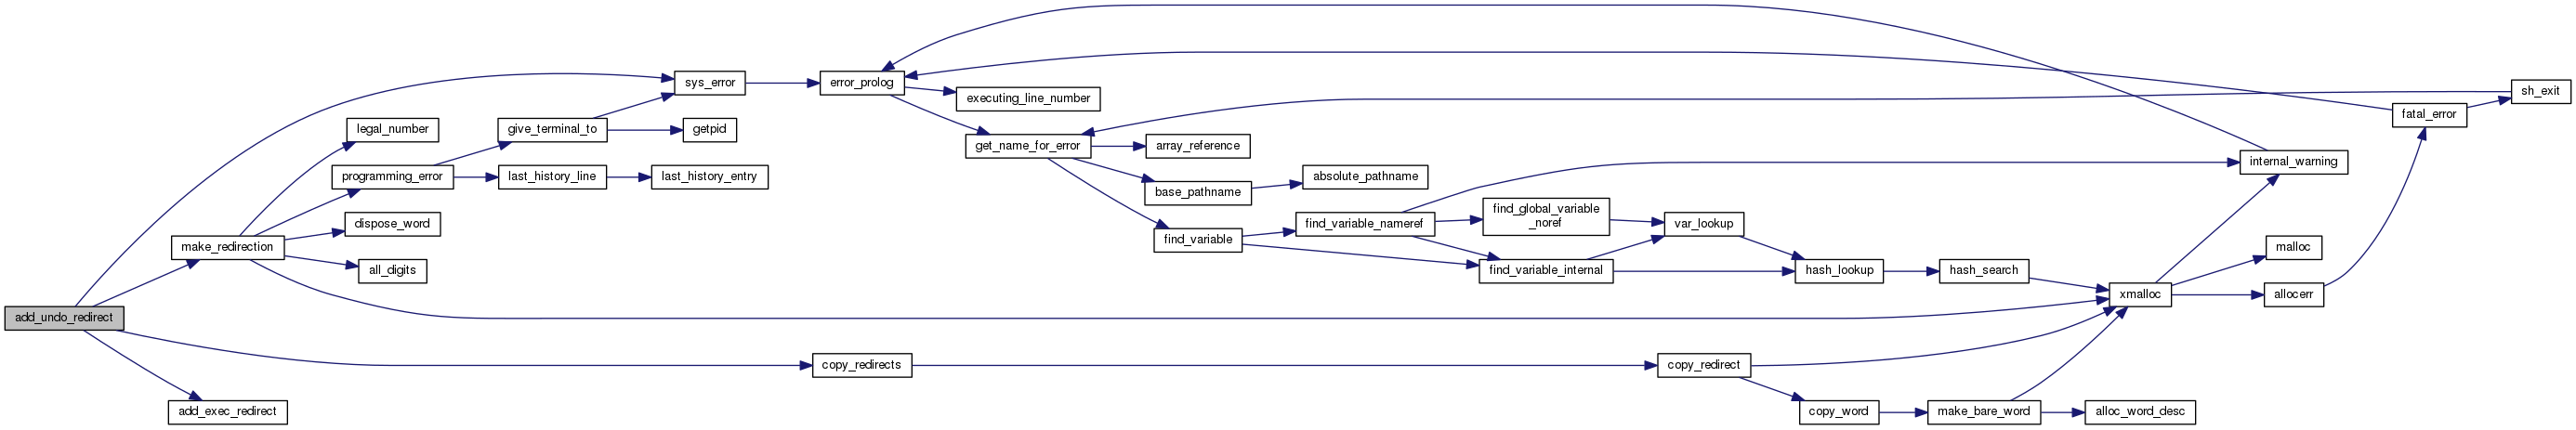 sys_error
error_prolog
sh_exit
executing_line_number
fatal_error
legal_number
give_terminal_to
getpid
get_name_for_error
array_reference
internal_warning
programming_error
last_history_line
last_history_entry
absolute_pathname
base_pathname
dispose_word
find_global_variable
_noref
find_variable_nameref
var_lookup
find_variable
make_redirection
malloc
all_digits
find_variable_internal
hash_lookup
hash_search
xmalloc
allocerr
add_undo_redirect
copy_redirects
copy_redirect
add_exec_redirect
copy_word
make_bare_word
alloc_word_desc